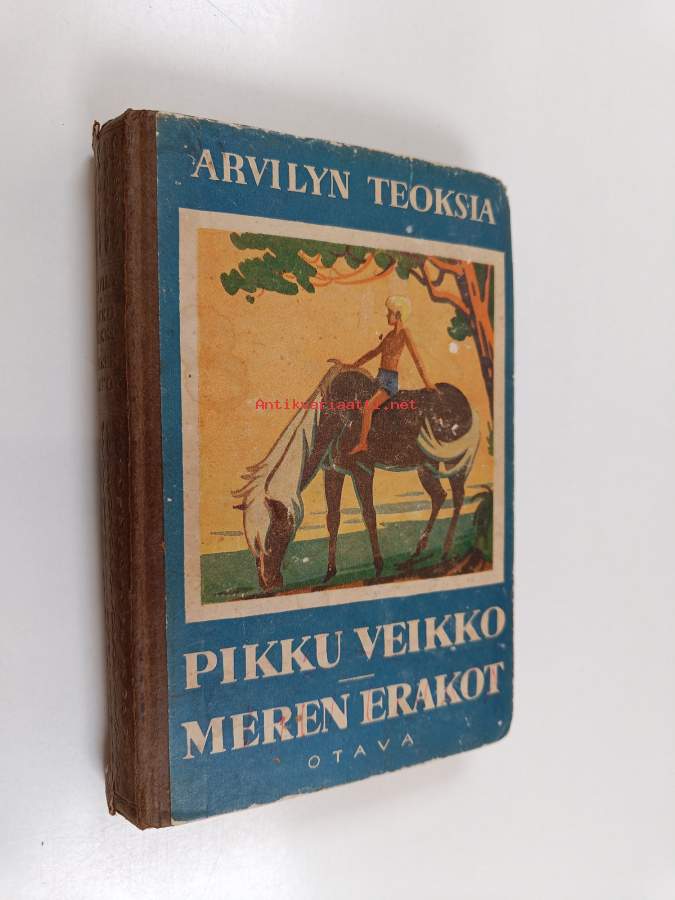 ARVILYN TEOKSIA
Antikvariaatti.net
PIKKU VEIKKO
MEREN ERAKOT
OTAVA